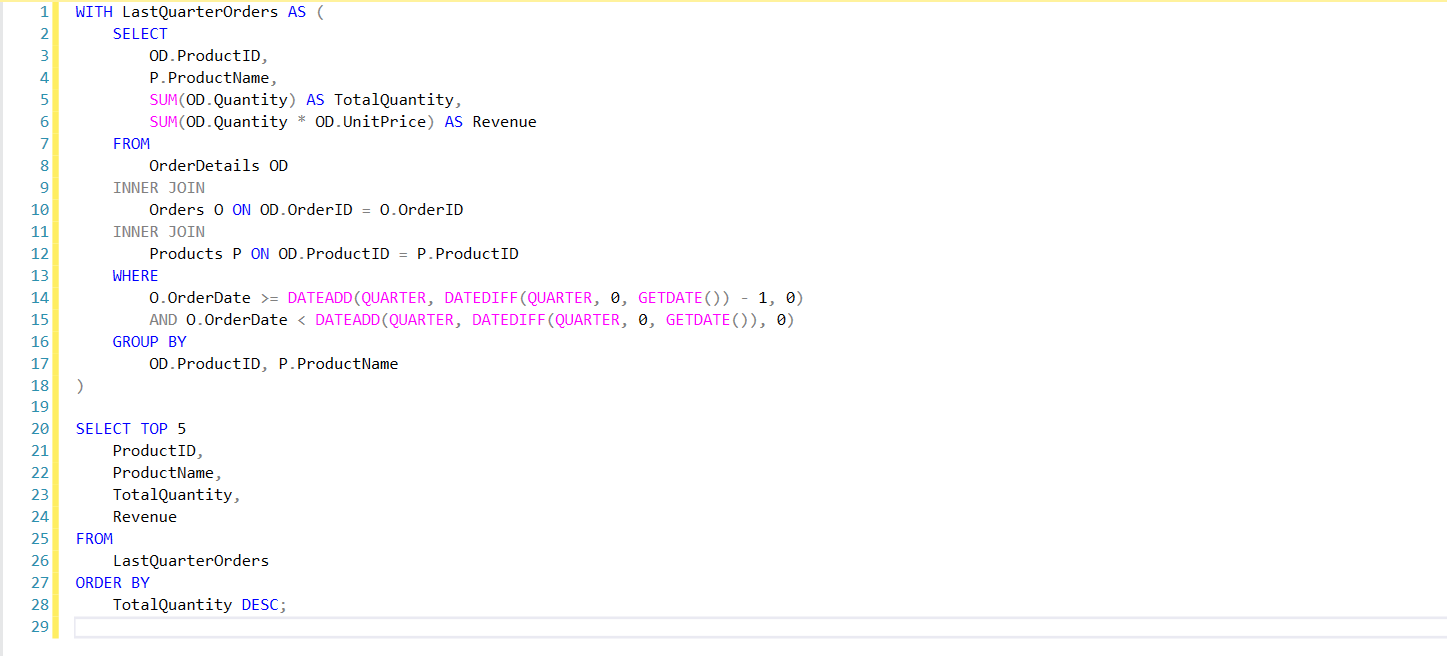 1 WITH LastQuarterOrders AS (
2     SELECT
3         OD.ProductID,
4         P.ProductName,
5         SUM(OD.Quantity) AS TotalQuantity,
6         SUM(OD.Quantity * OD.UnitPrice) AS Revenue
7     FROM
8         OrderDetails OD
9     INNER JOIN
10         Orders O ON OD.OrderID = O.OrderID
11     INNER JOIN
12         Products P ON OD.ProductID = P.ProductID
13     WHERE
14         O.OrderDate >= DATEADD(QUARTER, DATEDIFF(QUARTER, 0, GETDATE()) - 1, 0)
15         AND O.OrderDate < DATEADD(QUARTER, DATEDIFF(QUARTER, 0, GETDATE()), 0)
16     GROUP BY
17         OD.ProductID, P.ProductName
18 )
19
20 SELECT TOP 5
21     ProductID,
22     ProductName,
23     TotalQuantity,
24     Revenue
25 FROM
26     LastQuarterOrders
27 ORDER BY
28     TotalQuantity DESC;
29